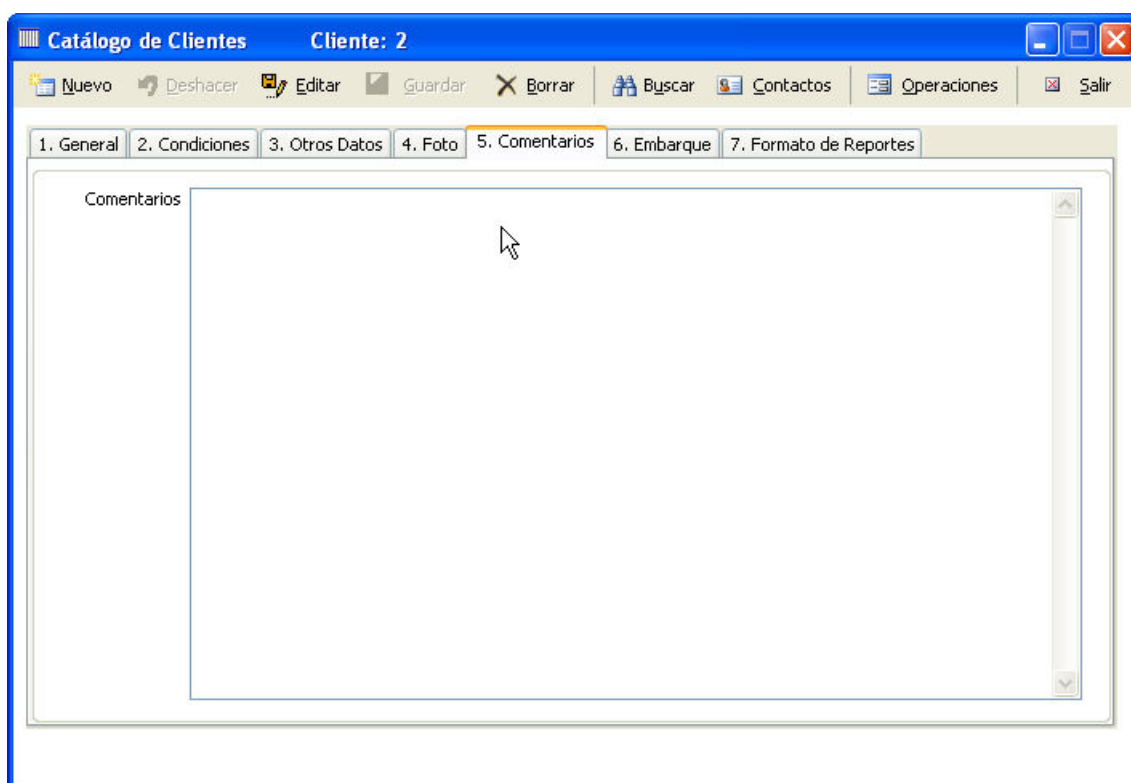 Catálogo de Clientes Cliente: 2
Nuevo Deshacer Editar Guardar Borrar Buscar Contactos Operaciones Salir
1. General 2. Condiciones 3. Otros Datos 4. Foto 5. Comentarios 6. Embarque 7. Formato de Reportes
Comentarios